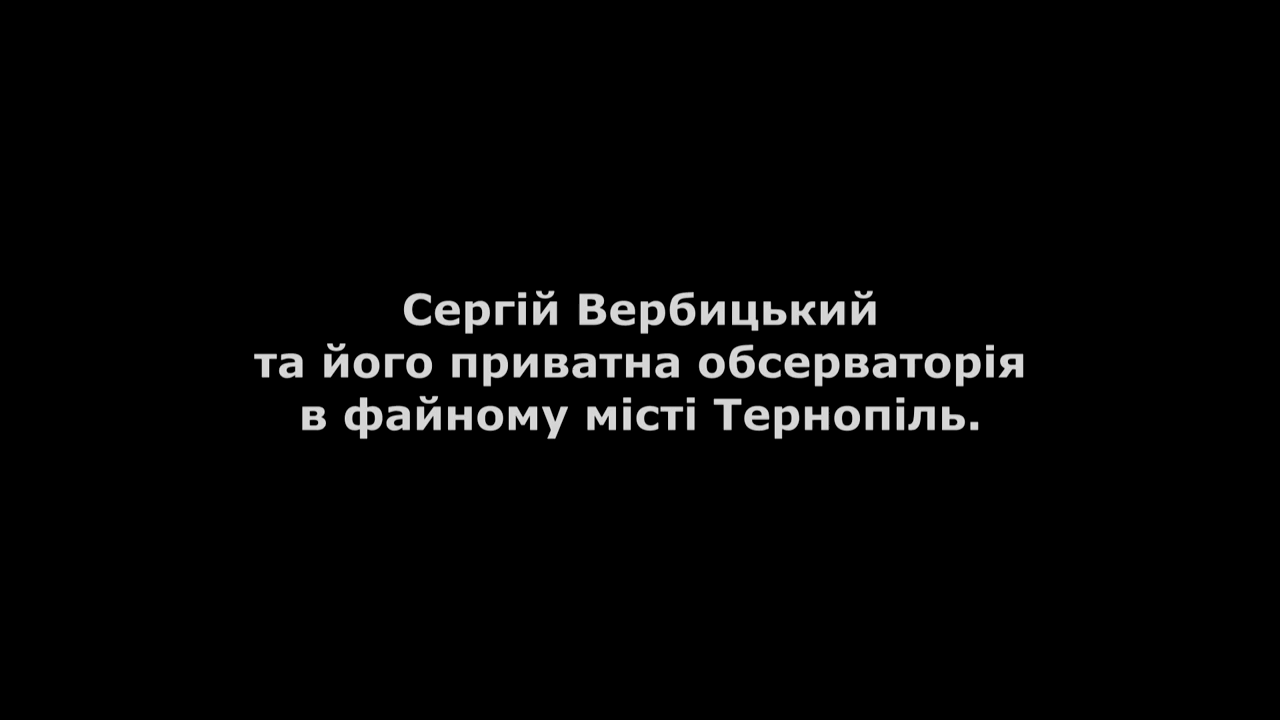 Сергій Вербицький
та його приватна обсерваторія
в файному місті Тернопіль.